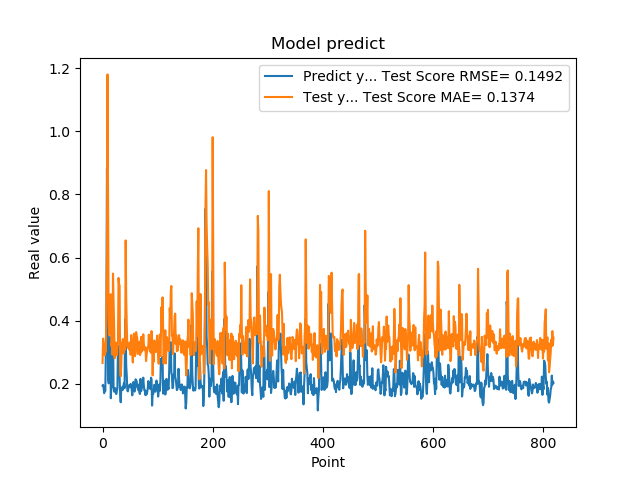 Model predict
Predict y... Test Score RMSE= 0.1492
Test y... Test Score MAE= 0.1374
1.2
1.0
0.8
0.6
0.4
0.2
Real value
0 200 400 600 800
Point